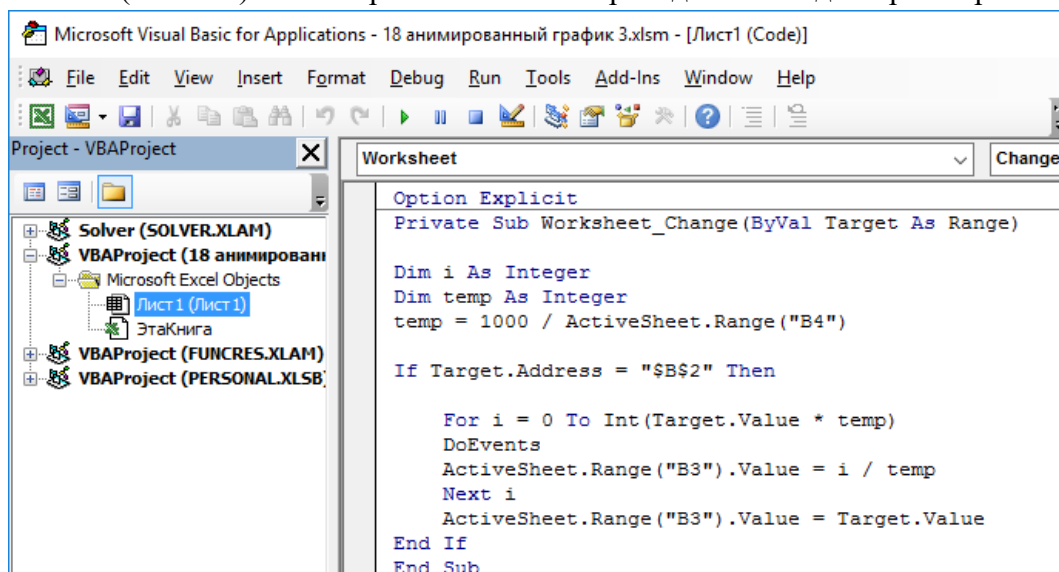 Microsoft Visual Basic for Applications - 18 анимированный график 3.xlsm - [Лист1 (Code)]
File Edit View Insert Format Debug Run Tools Add-Ins Window Help
Project - VBAProject
Worksheet
Change
Solver (SOLVER.XLAM)
VBAProject (18 анимированн
Microsoft Excel Objects
Лист1 (Лист1)
ЭтаКнига
VBAProject (FUNCRES.XLAM)
VBAProject (PERSONAL.XLSB)
Option Explicit
Private Sub Worksheet_Change(ByVal Target As Range)
Dim i As Integer
Dim temp As Integer
temp = 1000 / ActiveSheet.Range("B4")
If Target.Address = "$B$2" Then
For i = 0 To Int(Target.Value * temp)
DoEvents
ActiveSheet.Range("B3").Value = i / temp
Next i
ActiveSheet.Range("B3").Value = Target.Value
End If
End Sub